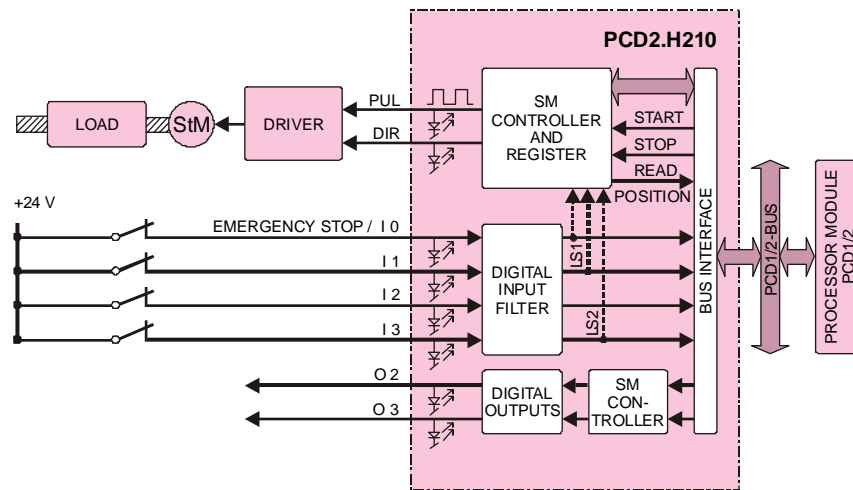 PCD2.H210
PUL
DIR
LOAD
StM
DRIVER
SM
CONTROLLER
AND
REGISTER
START
STOP
READ
POSITION
+24 V
EMERGENCY STOP / I 0
I 1
I 2
I 3
LS1
LS2
DIGITAL
INPUT
FILTER
BUS INTERFACE
PCD1/2-BUS
PROCESSOR MODULE
PCD1/2
O 2
O 3
DIGITAL
OUTPUTS
SM
CON-
TROLLER